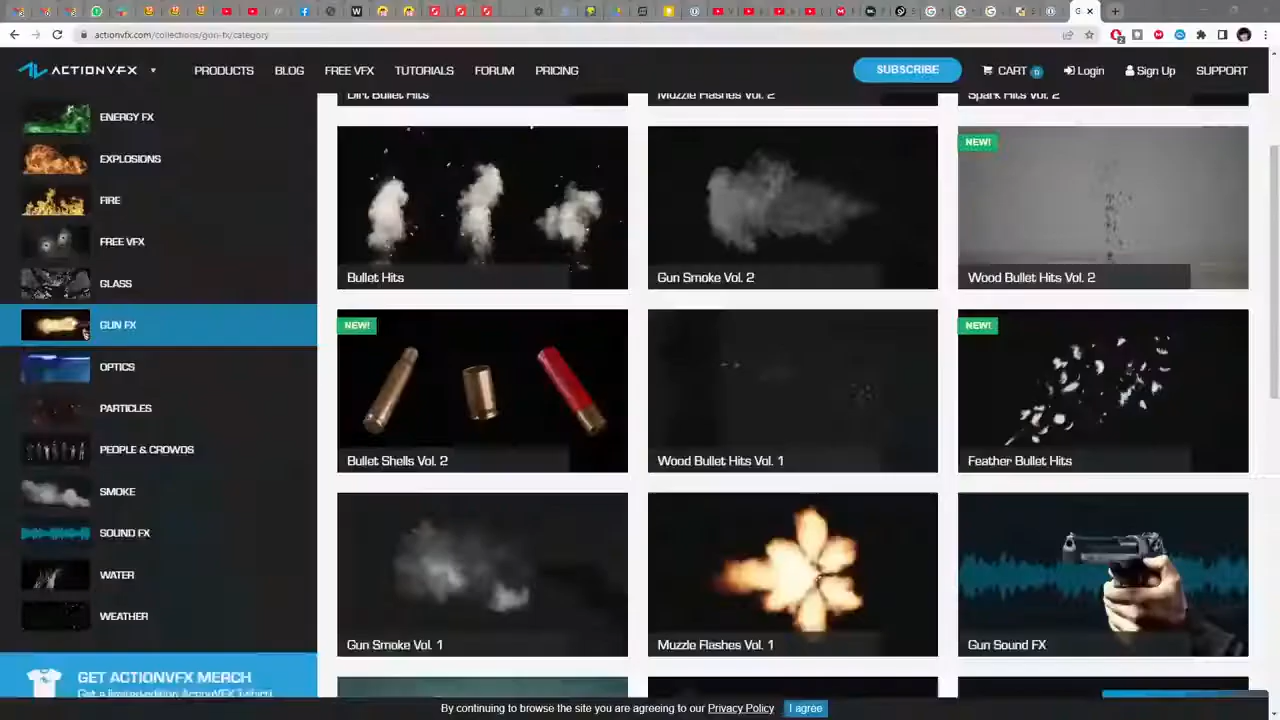 actionvfx.com/collections/gun-fx/category
ACTIONVFX
PRODUCTS
BLOG
FREE VFX
TUTORIALS
FORUM
PRICING
SUBSCRIBE
CART 0
Login
Sign Up
SUPPORT
ENERGY FX
EXPLOSIONS
FIRE
FREE VFX
GLASS
GUN FX
OPTICS
PARTICLES
PEOPLE & CROWDS
SMOKE
SOUND FX
WATER
WEATHER
GET ACTIONVFX MERCH
Get a limited-edition ActionVFX Merch
Dirt Bullet Hits
Muzzle Flashes Vol. 2
Spark Hits Vol. 2
Bullet Hits
Gun Smoke Vol. 2
NEW!
Wood Bullet Hits Vol. 2
NEW!
Bullet Shells Vol. 2
Wood Bullet Hits Vol. 1
NEW!
Feather Bullet Hits
Gun Smoke Vol. 1
Muzzle Flashes Vol. 1
Gun Sound FX
By continuing to browse the site you are agreeing to our Privacy Policy
I agree